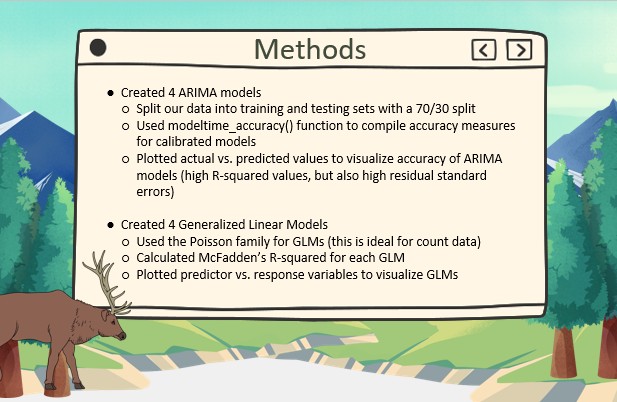 Methods
● Created 4 ARIMA models
o Split our data into training and testing sets with a 70/30 split
o Used modeltime_accuracy() function to compile accuracy measures
for calibrated models
o Plotted actual vs. predicted values to visualize accuracy of ARIMA
models (high R-squared values, but also high residual standard
errors)
● Created 4 Generalized Linear Models
o Used the Poisson family for GLMs (this is ideal for count data)
o Calculated McFadden's R-squared for each GLM
o Plotted predictor vs. response variables to visualize GLMs